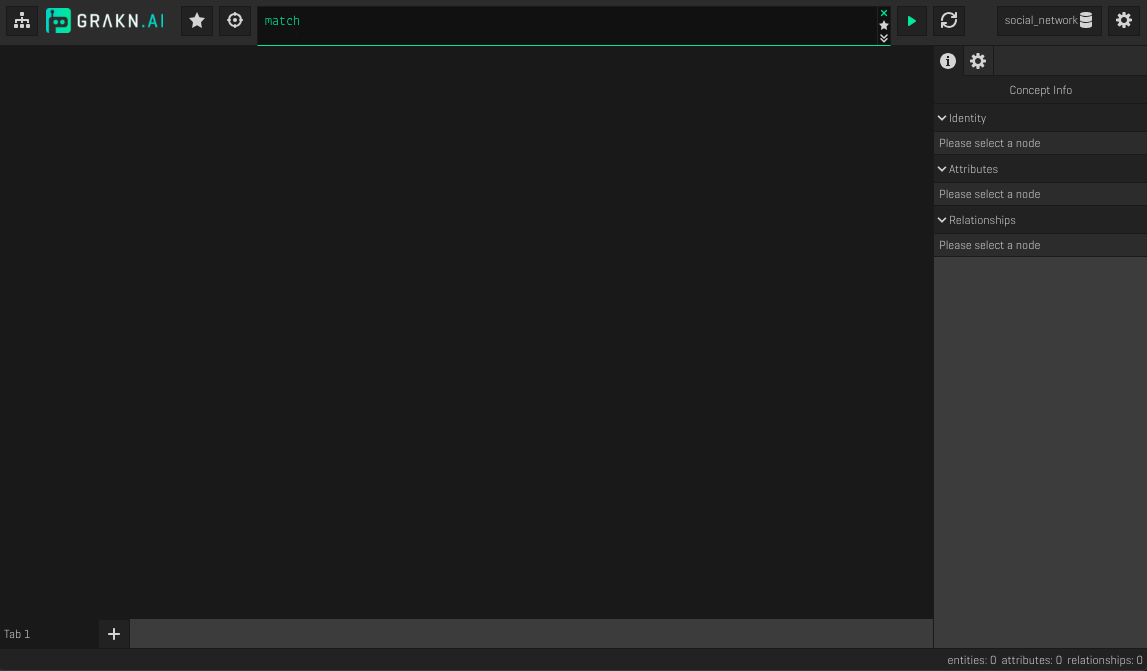 GRAKN.AI
match
social_network
Concept Info
Identity
Please select a node
Attributes
Please select a node
Relationships
Please select a node
Tab 1
entities: 0 attributes: 0 relationships: 0